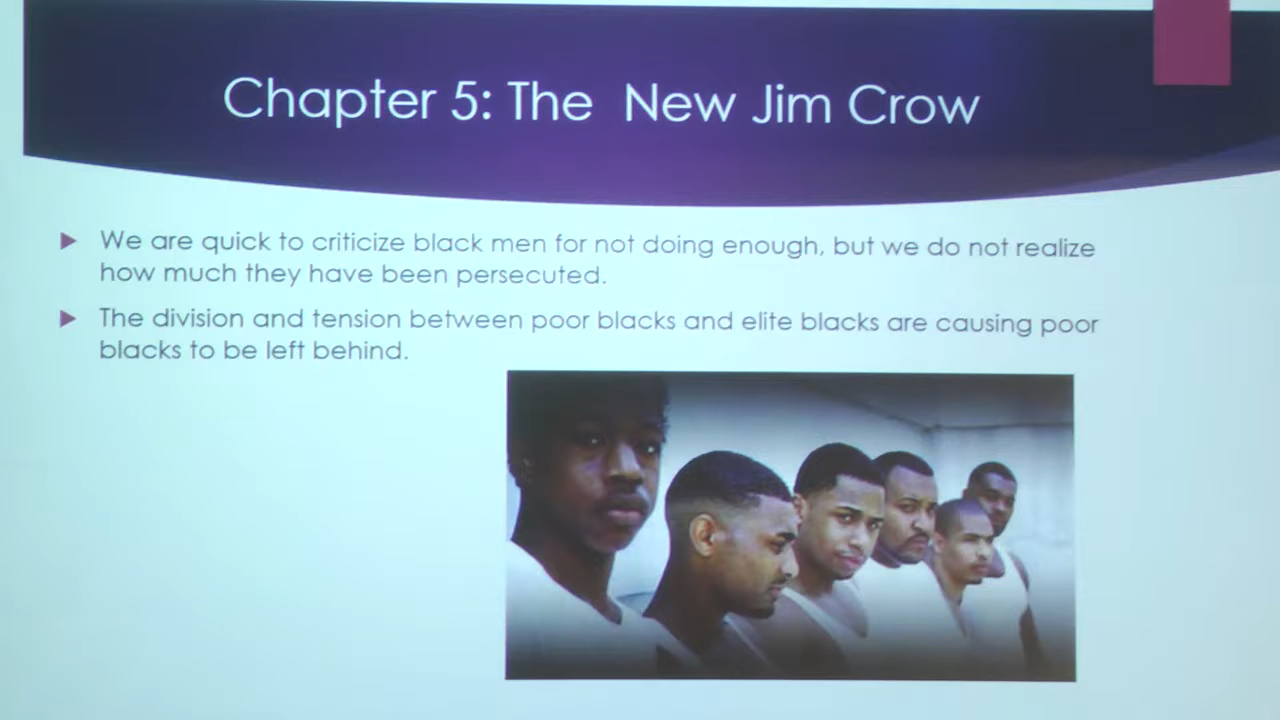 Chapter 5: The New Jim Crow
We are quick to criticize black men for not doing enough, but we do not realize
how much they have been persecuted.
The division and tension between poor blacks and elite blacks are causing poor
blacks to be left behind.